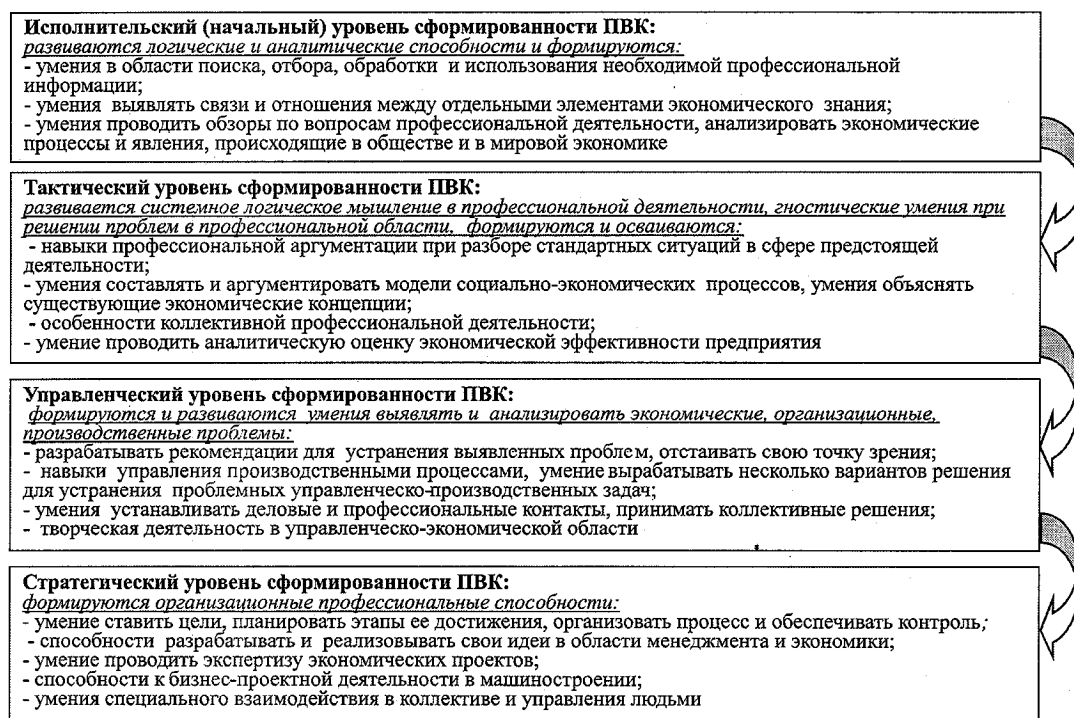 Исполнительский (начальный) уровень сформированности ПВК:
развиваются логические и аналитические способности и формируются:
- умения в области поиска, отбора, обработки и использования необходимой профессиональной
информации;
- умения выявлять связи и отношения между отдельными элементами экономического знания;
- умения проводить обзоры по вопросам профессиональной деятельности, анализировать экономические
процессы и явления, происходящие в обществе и в мировой экономике
Тактический уровень сформированности ПВК:
развивается системное логическое мышление в профессиональной деятельности, гностические умения при
решении проблем в профессиональной области, формируются и осваиваются:
- навыки профессиональной аргументации при разборе стандартных ситуаций в сфере предстоящей
деятельности;
- умения составлять и аргументировать модели социально-экономических процессов, умения объяснять
существующие экономические концепции;
- особенности коллективной профессиональной деятельности;
- умение проводить аналитическую оценку экономической эффективности предприятия
Управленческий уровень сформированности ПВК:
формируются и развиваются умения выявлять и анализировать экономические, организационные,
производственные проблемы:
- разрабатывать рекомендации для устранения выявленных проблем, отстаивать свою точку зрения;
- навыки управления производственными процессами, умение вырабатывать несколько вариантов решения
для устранения проблемных управленческо-производственных задач;
- умения устанавливать деловые и профессиональные контакты, принимать коллективные решения;
- творческая деятельность в управленческо-экономической области
Стратегический уровень сформированности ПВК:
формируются организационные профессиональные способности:
- умение ставить цели, планировать этапы ее достижения, организовать процесс и обеспечивать контроль;
- способности разрабатывать и реализовывать свои идеи в области менеджмента и экономики;
- умение проводить экспертизу экономических проектов;
- способности к бизнес-проектной деятельности в машиностроении;
- умения специального взаимодействия в коллективе и управления людьми